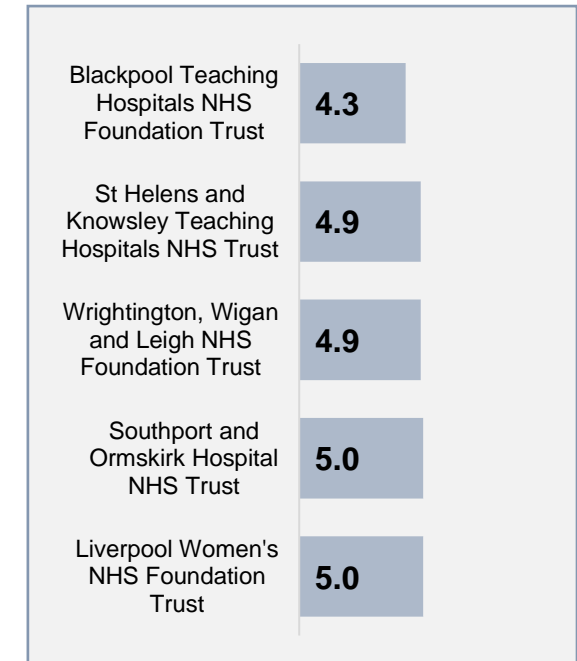 Blackpool Teaching
Hospitals NHS
Foundation Trust
4.3
St Helens and
Knowsley Teaching
Hospitals NHS Trust
4.9
Wrightington, Wigan
and Leigh NHS
Foundation Trust
4.9
Southport and
Ormskirk Hospital
NHS Trust
5.0
Liverpool Women's
NHS Foundation
Trust
5.0